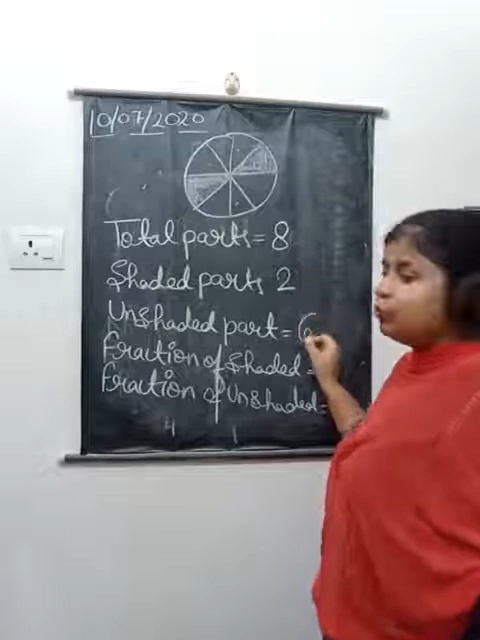 10/07/2020
Total parts = 8
Shaded parts 2
Unshaded part = 6
Fraction of Shaded =
Fraction of Unshaded =